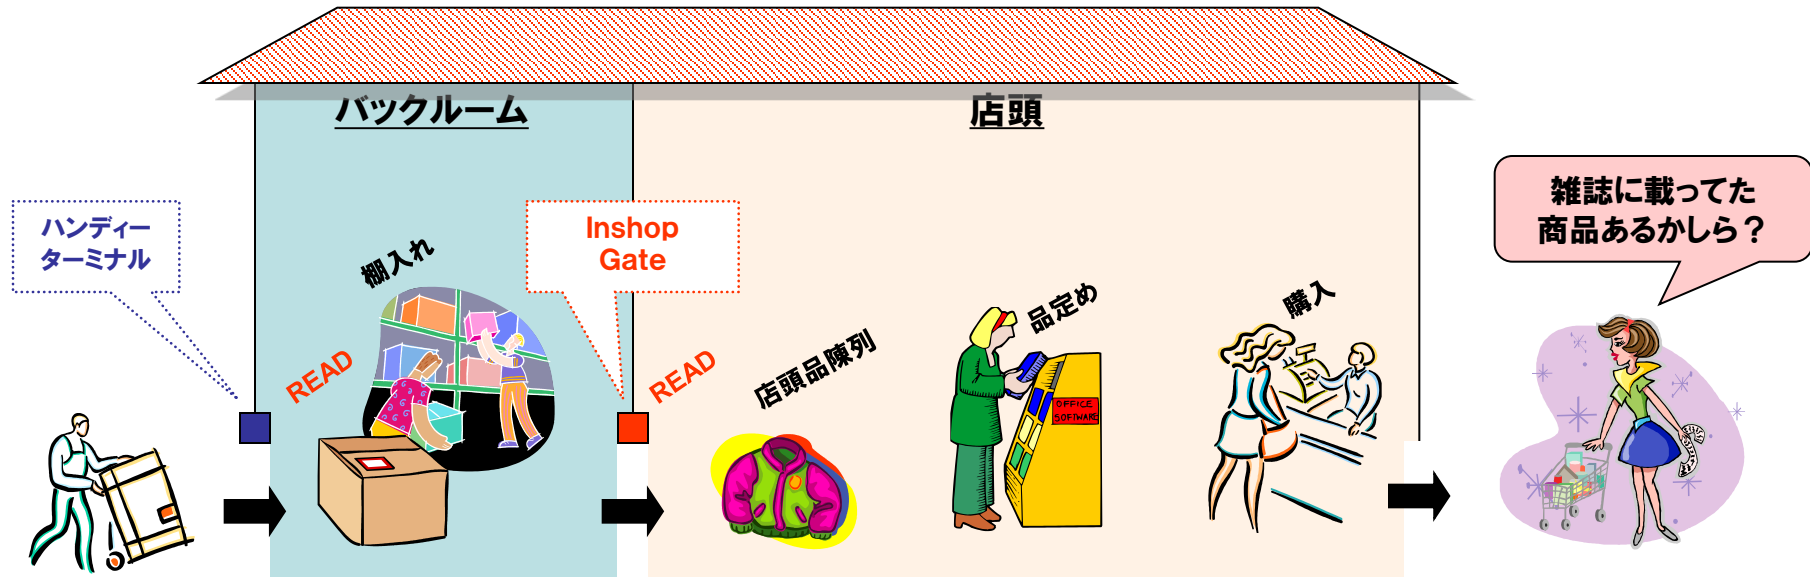 バックルーム
店頭
ハンディー
ターミナル
棚入れ
Inshop
Gate
READ
READ
店頭品陳列
品定め
OFFICE
SOFTWARE
購入
雑誌に載ってた
商品あるかしら？